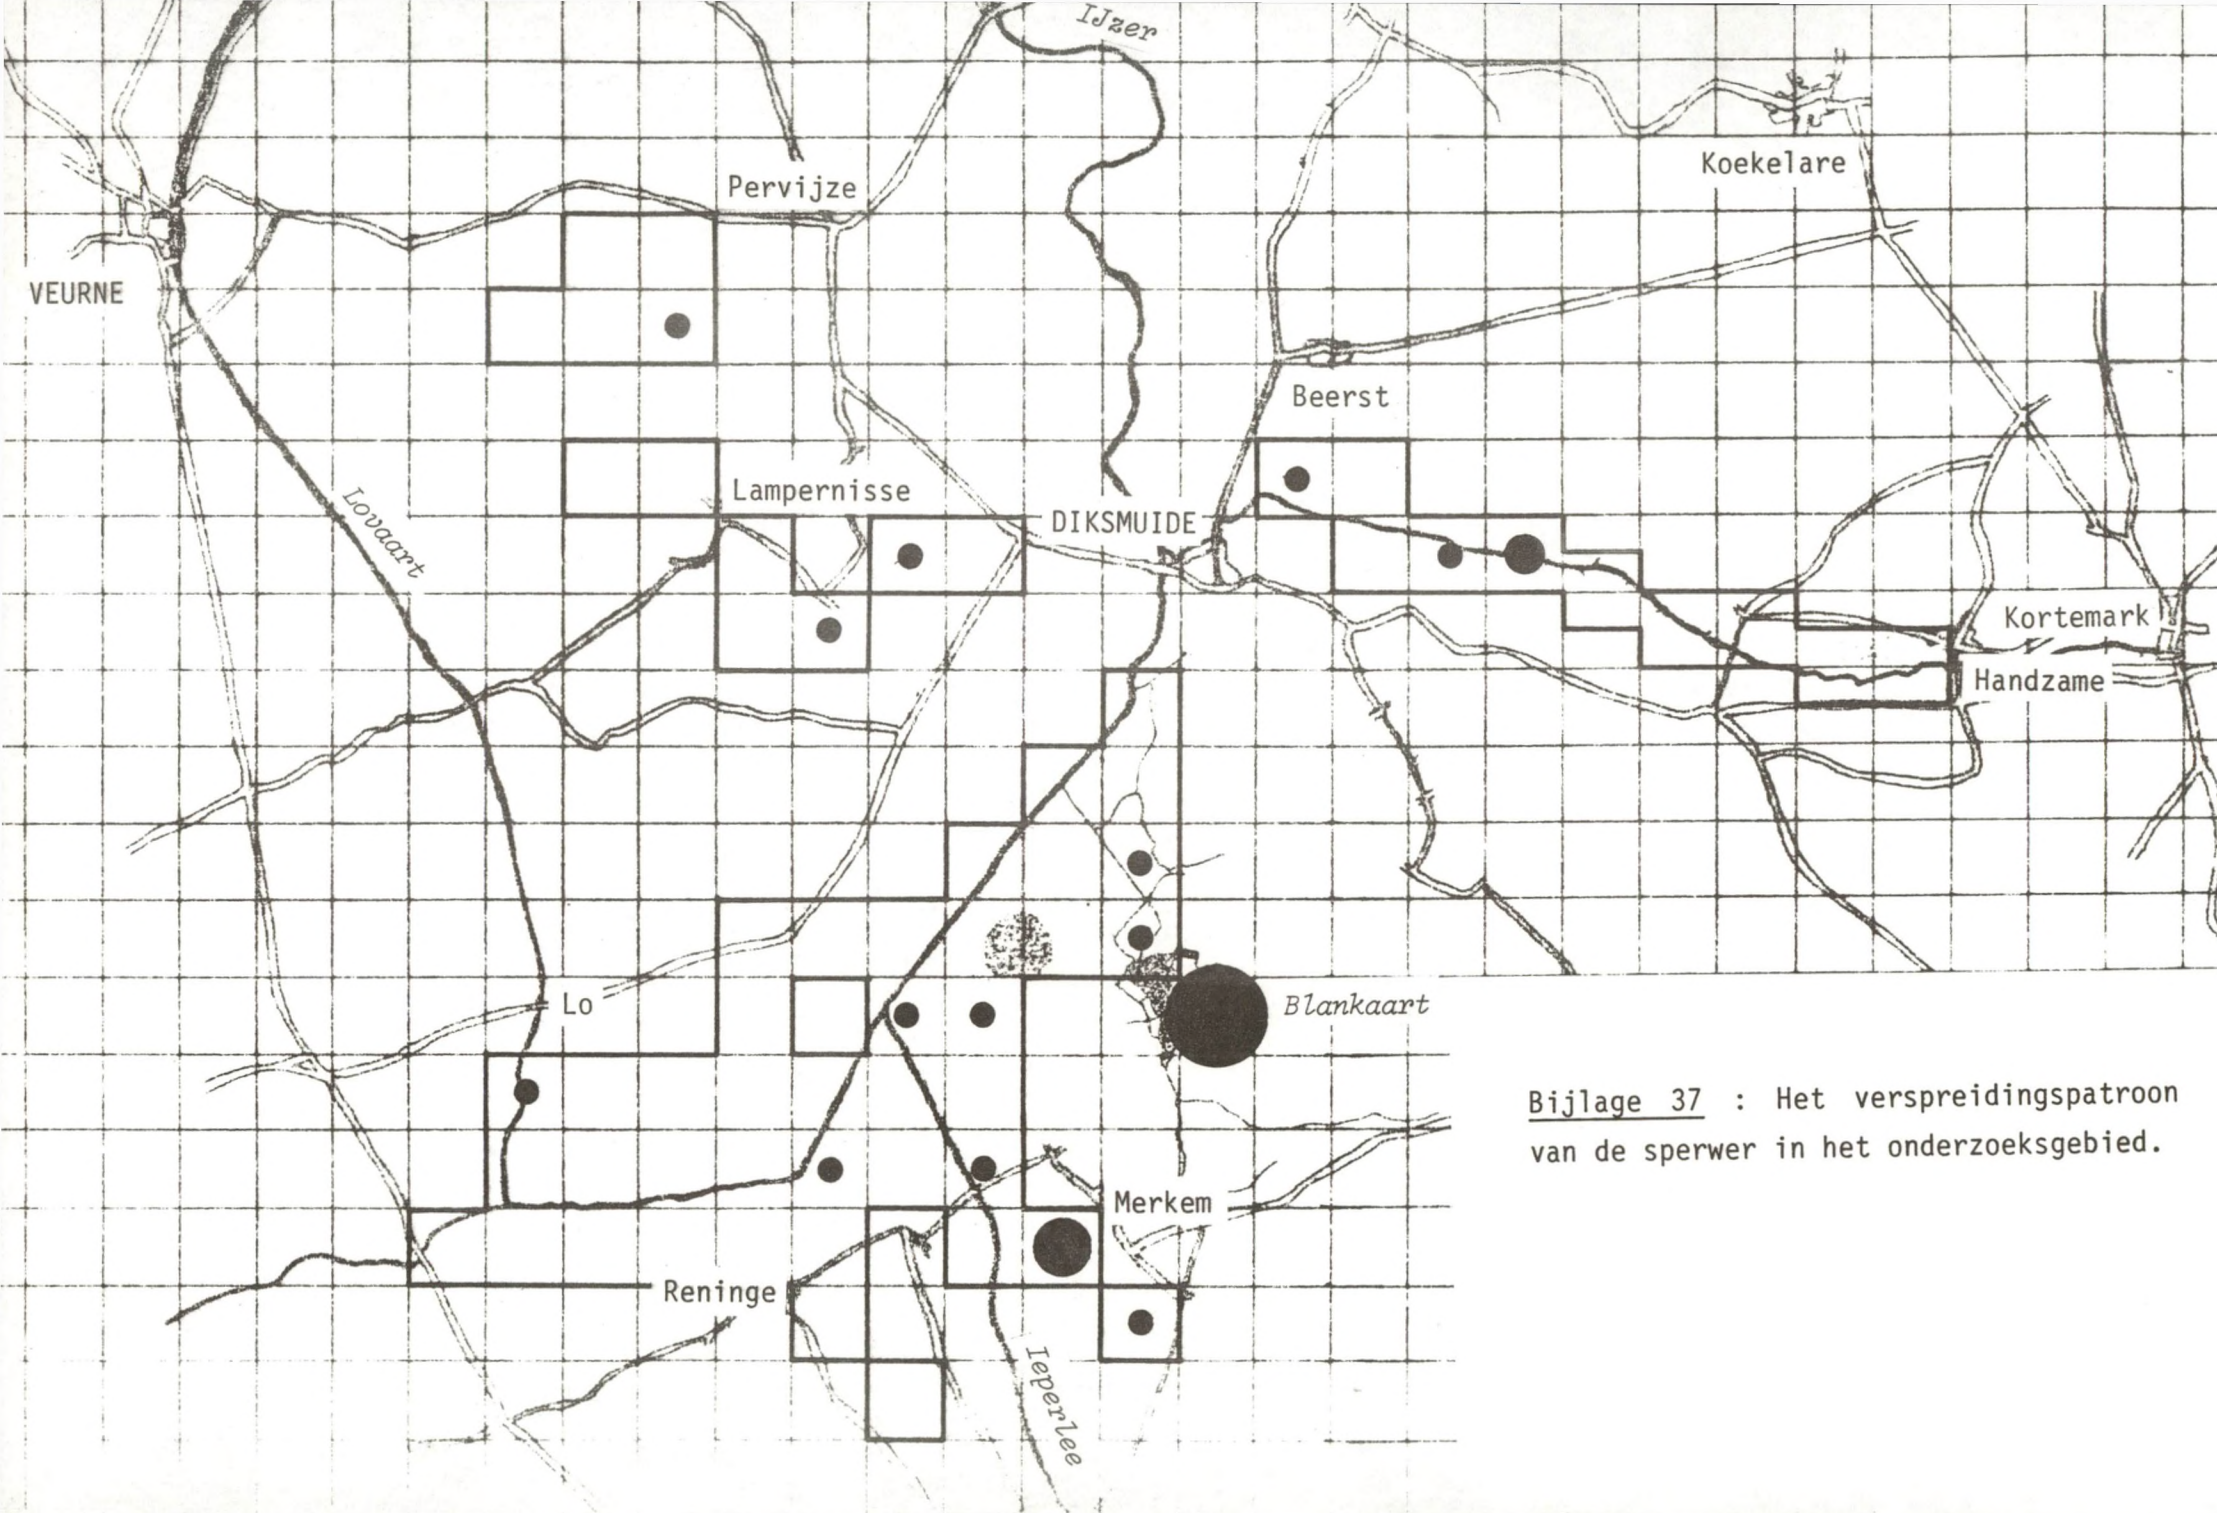 IJzer
Koekelare
Pervijze
VEURNE
Beerst
Lampernisse
Lovaart
DIKSMUIDE
Kortemark
Handzame
Lo
Blankaart
Bijlage 37 : Het verspreidingspatroon
van de sperwer in het onderzoeksgebied.
Merkem
Reninge
Ieperlee